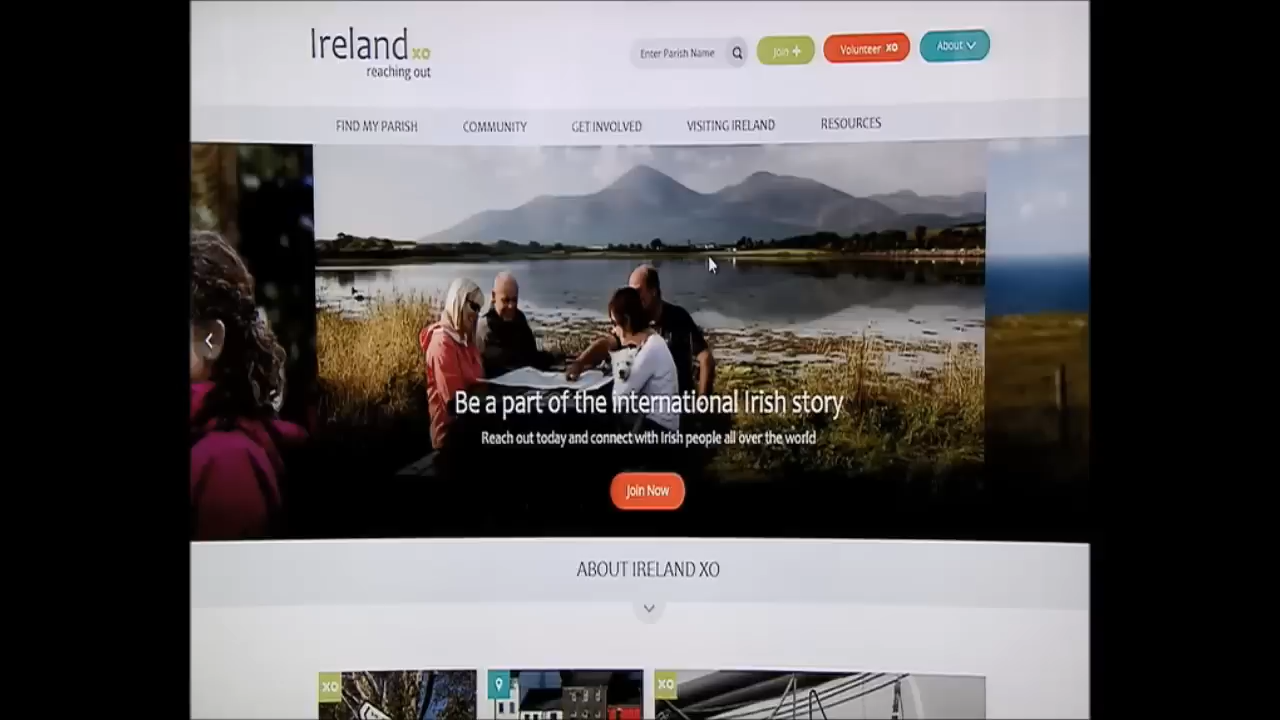 Ireland xo
reaching out
Enter Parish Name
Join +
Volunteer XO
About
FIND MY PARISH
COMMUNITY
GET INVOLVED
VISITING IRELAND
RESOURCES
Be a part of the international Irish story
Reach out today and connect with Irish people all over the world
Join Now
ABOUT IRELAND XO
XO
XO